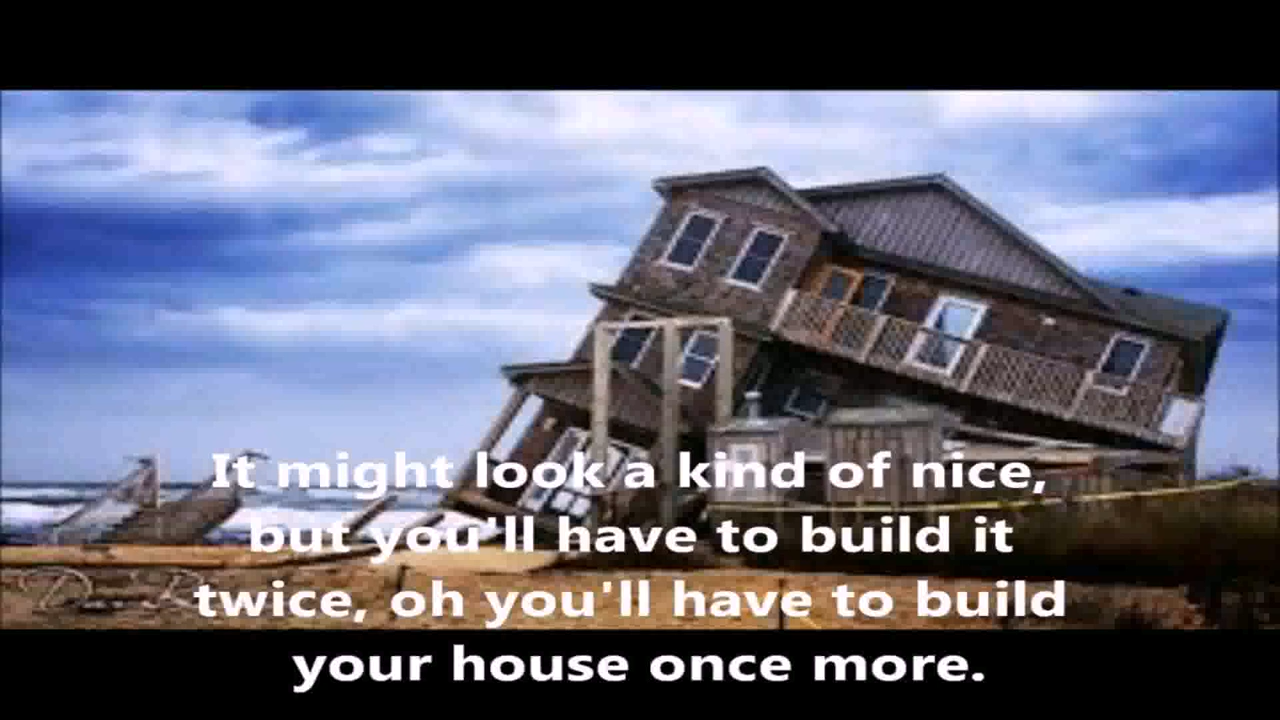 It might look a kind of nice,
but you'll have to build it
twice, oh you'll have to build
your house once more.